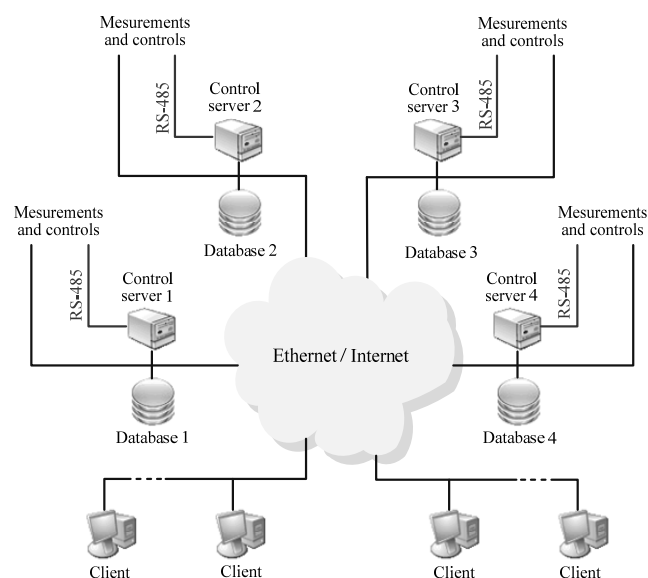 Mesurements
and controls
Mesurements
and controls
RS-485
Control
server 2
Control
server 3
RS-485
Database 2
Database 3
Mesurements
and controls
Mesurements
and controls
RS-485
Control
server 1
Control
server 4
RS-485
Ethernet / Internet
Database 1
Database 4
Client
Client
Client
Client